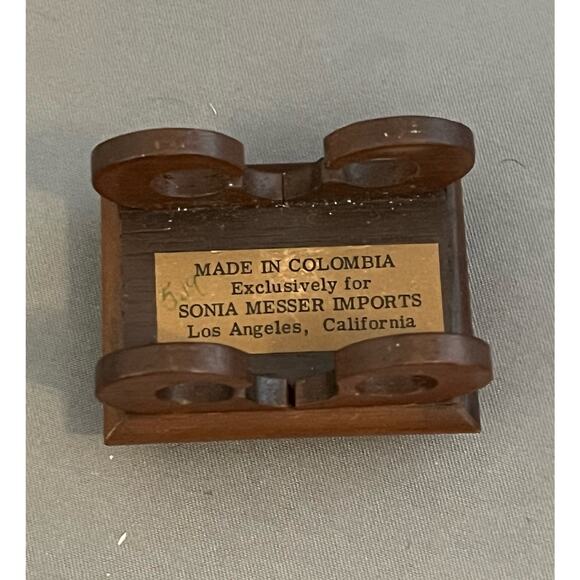 MADE IN COLOMBIA
Exclusively for
SONIA MESSER IMPORTS
Los Angeles, California